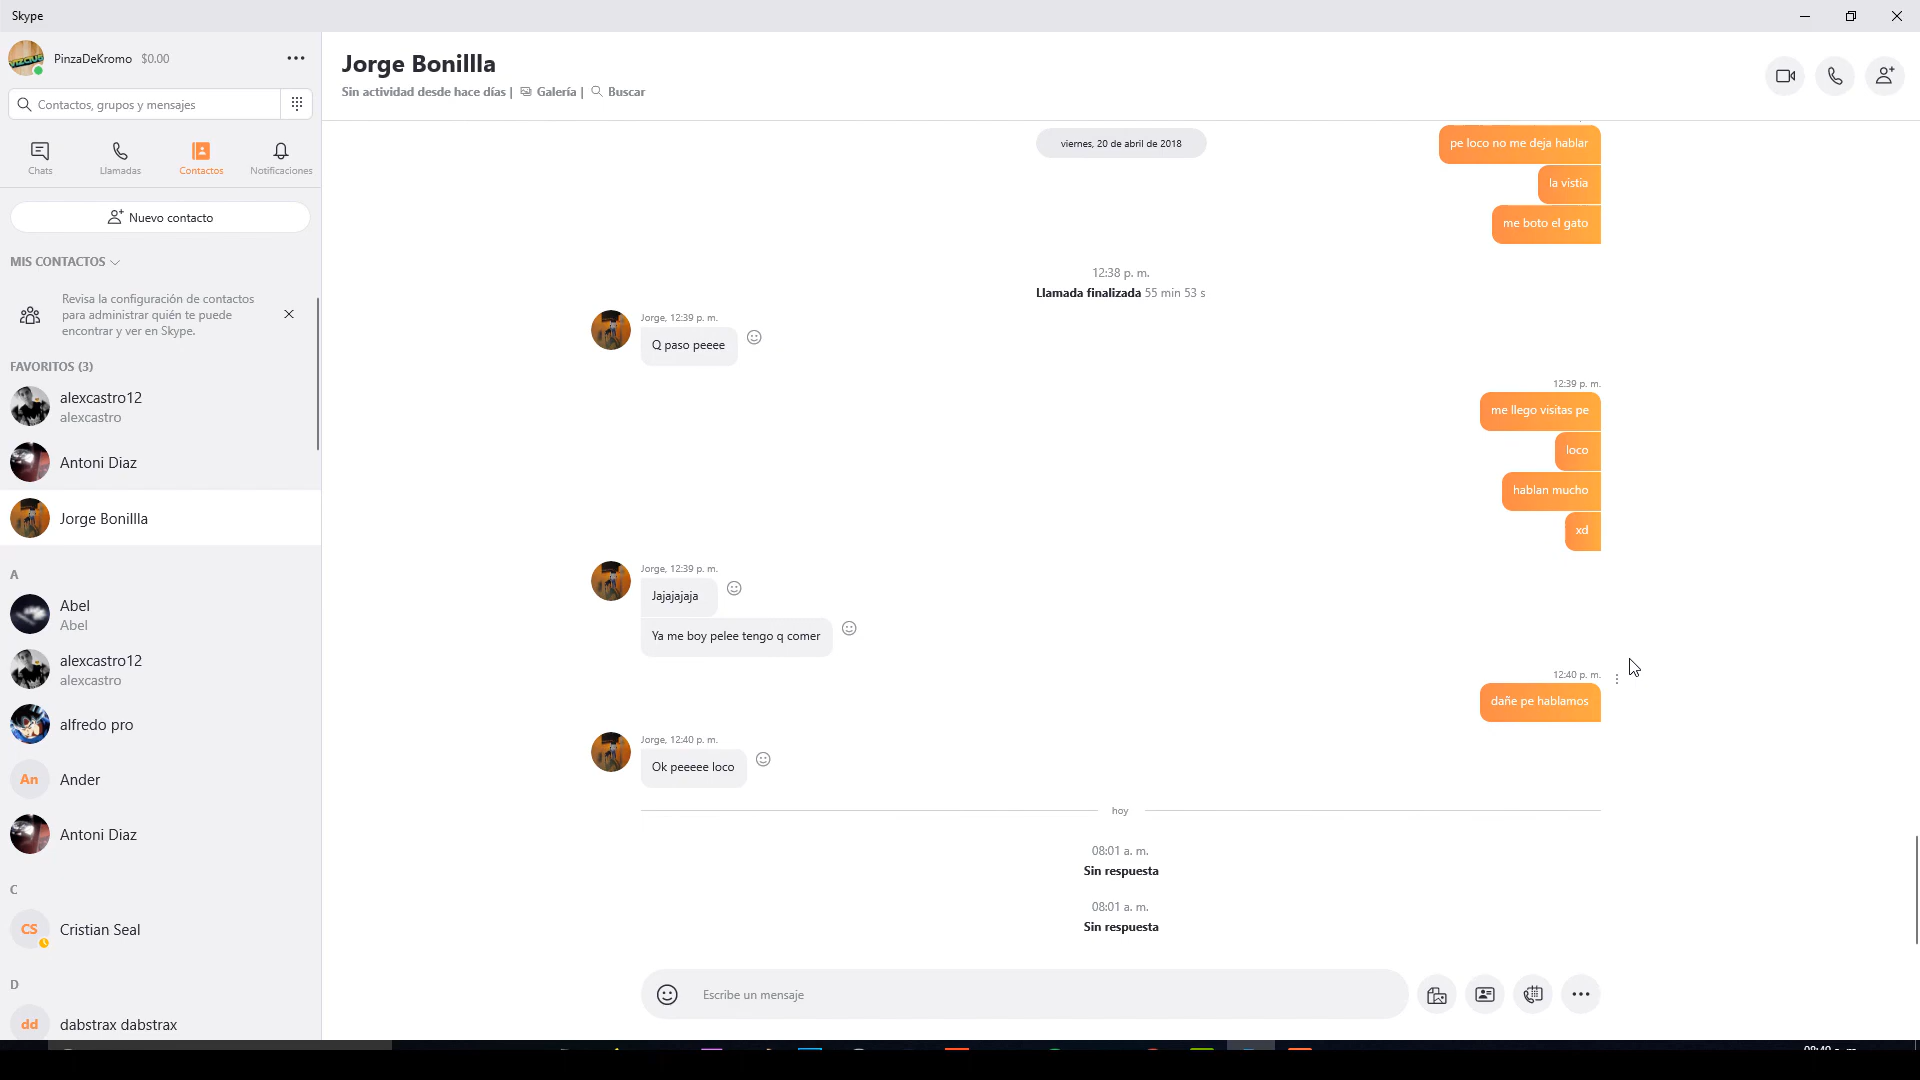 Skype
PinzaDeKromo $0.00
Contactos, grupos y mensajes
Chats
Llamadas
Contactos
Notificaciones
Nuevo contacto
MIS CONTACTOS
Revisa la configuración de contactos
para administrar quién te puede
encontrar y ver en Skype.
FAVORITOS (3)
alexcastro12
alexcastro
Antoni Diaz
Jorge Bonillla
A
Abel
Abel
alexcastro12
alexcastro
alfredo pro
An Ander
Antoni Diaz
C
CS Cristian Seal
D
dd dabstrax dabstrax
Jorge Bonillla
Sin actividad desde hace días | Galería | Buscar
viernes, 20 de abril de 2018
pe loco no me deja hablar
la vistia
me boto el gato
12:38 p. m.
Llamada finalizada 55 min 53 s
Jorge, 12:39 p. m.
Q paso peeee
12:39 p. m.
me llego visitas pe
loco
hablan mucho
xd
Jorge, 12:39 p. m.
Jajajajaja
Ya me boy pelee tengo q comer
12:40 p. m.
dañe pe hablamos
Jorge, 12:40 p. m.
Ok peeeee loco
hoy
08:01 a. m.
Sin respuesta
08:01 a. m.
Sin respuesta
Escribe un mensaje